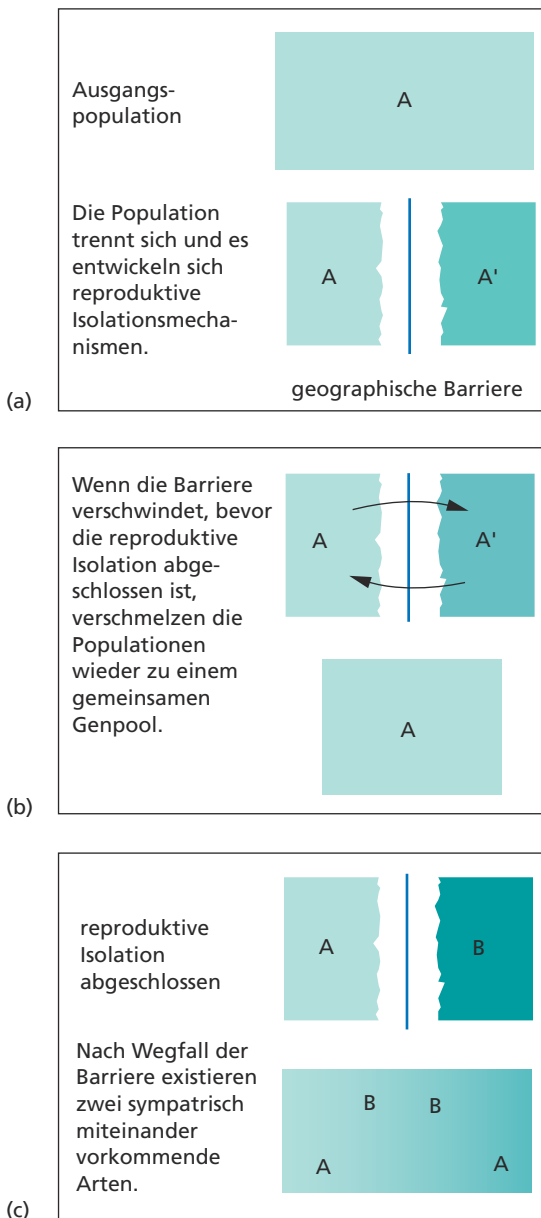 Ausgangs-
population
A
Die Population
trennt sich und es
entwickeln sich
reproduktive
Isolationsmecha-
nismen.
A
A'
geographische Barriere
(a)
Wenn die Barriere
verschwindet, bevor
die reproduktive
Isolation abge-
schlossen ist,
verschmelzen die
Populationen
wieder zu einem
gemeinsamen
Genpool.
A
A'
A
(b)
reproduktive
Isolation
abgeschlossen
A
B
Nach Wegfall der
Barriere existieren
zwei sympatrisch
miteinander
vorkommende
Arten.
B B
A A
(c)